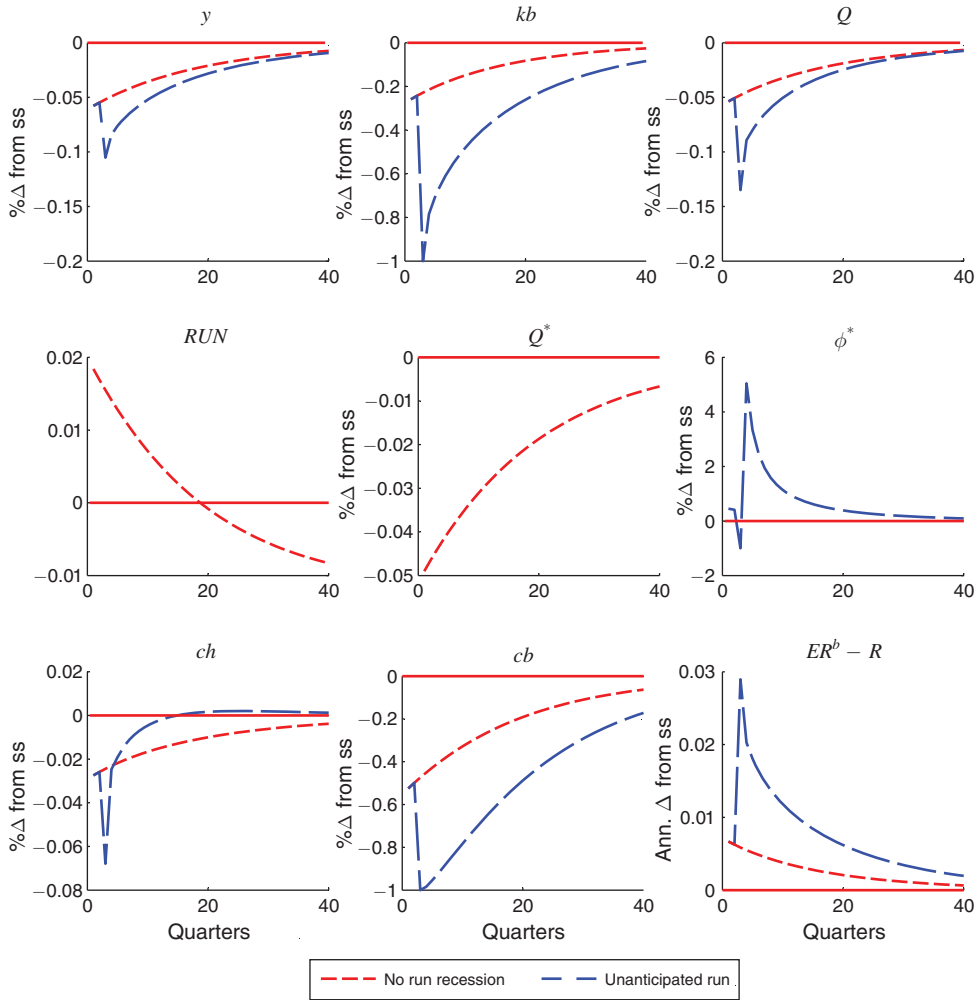 y
0
−0.05
−0.1
−0.15
−0.2
%Δ from ss
0 20 40
kb
0
−0.2
−0.4
−0.6
−0.8
−1
%Δ from ss
0 20 40
Q
0
−0.05
−0.1
−0.15
−0.2
%Δ from ss
0 20 40
RUN
0.02
0.01
0
−0.01
0 20 40
Q*
0
−0.01
−0.02
−0.03
−0.04
0.05
%Δ from ss
0 20 40
ϕ*
6
4
2
0
−2
%Δ from ss
0 20 40
ch
0.02
0
−0.02
−0.04
−0.06
−0.08
%Δ from ss
0 20 40
Quarters
cb
0
−0.2
−0.4
−0.6
−0.8
−1
%Δ from ss
0 20 40
Quarters
ERᵇ − R
0.03
0.02
0.01
0
Ann. Δ from ss
0 20 40
Quarters
No run recession Unanticipated run